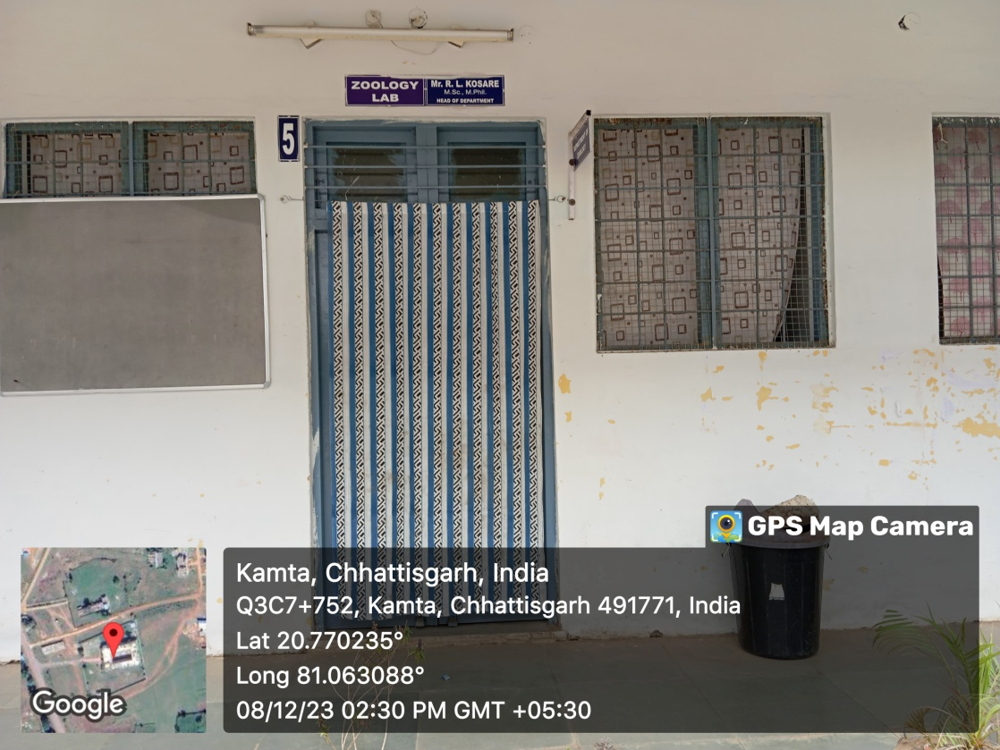 ZOOLOGY
LAB
Mr. R. L. KOSARE
M.Sc., M.Phil.
HEAD OF DEPARTMENT
5
GPS Map Camera
Kamta, Chhattisgarh, India
Q3C7+752, Kamta, Chhattisgarh 491771, India
Lat 20.770235°
Long 81.063088°
08/12/23 02:30 PM GMT +05:30
Google